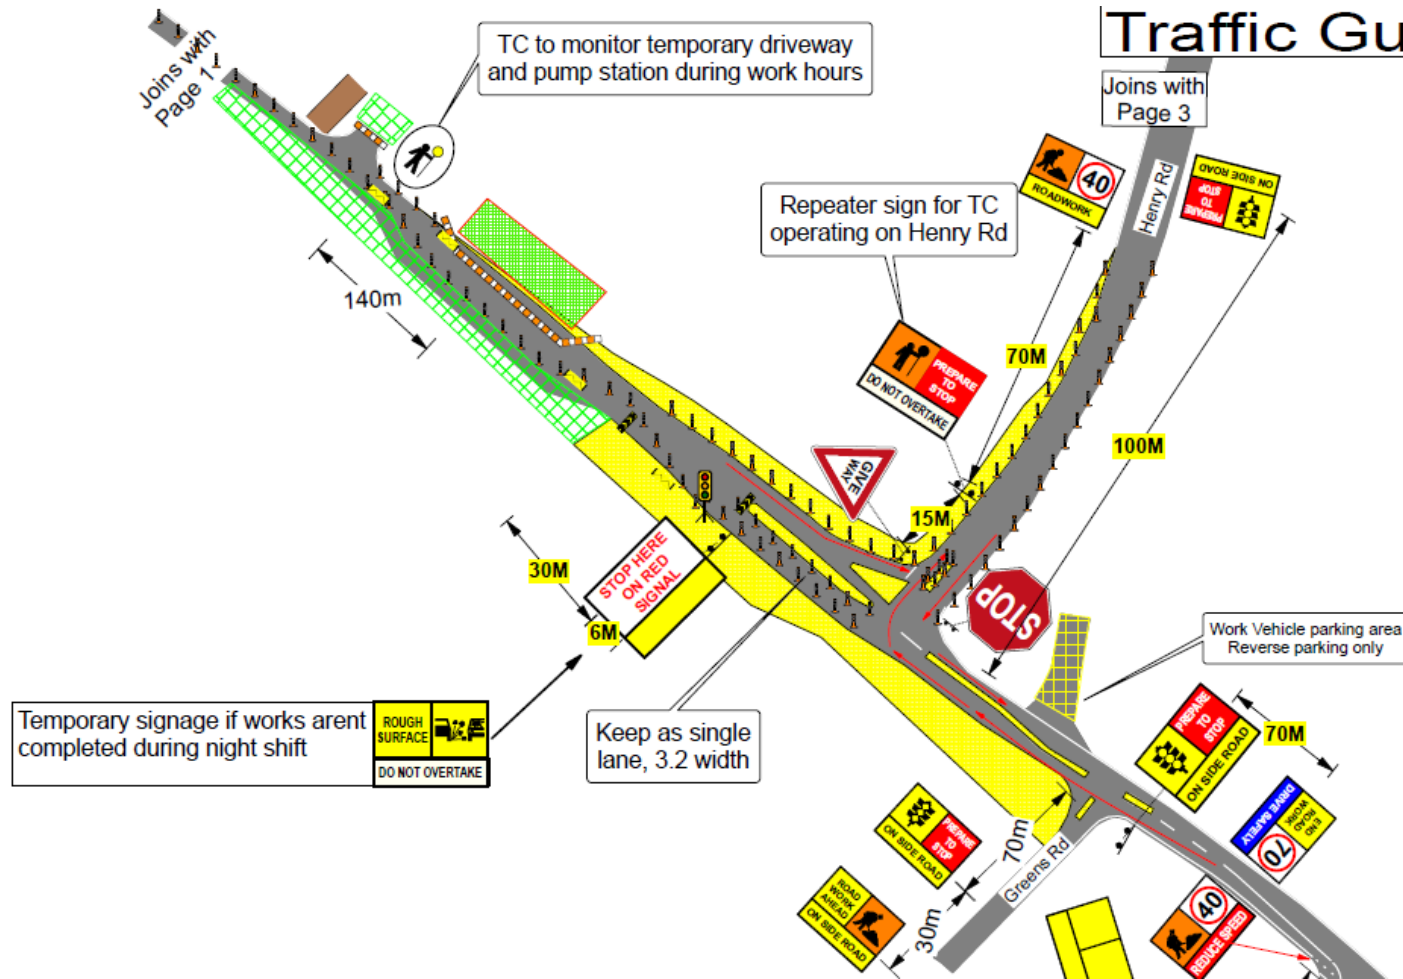 Traffic Gu
Joins with
Page 1
TC to monitor temporary driveway
and pump station during work hours
Joins with
Page 3
40
ROADWORK
Henry Rd
ON SIDE ROAD
PREPARE
TO
STOP
Repeater sign for TC
operating on Henry Rd
140m
PREPARE
TO
STOP
DO NOT OVERTAKE
70M
100M
GIVE
WAY
15M
STOP HERE
ON RED
SIGNAL
30M
6M
STOP
Work Vehicle parking area
Reverse parking only
Temporary signage if works arent
completed during night shift
ROUGH
SURFACE
DO NOT OVERTAKE
Keep as single
lane, 3.2 width
PREPARE
TO
STOP
ON SIDE ROAD
70M
END
ROAD
WORK
DRIVE SAFELY
70
PREPARE
TO
STOP
ON SIDE ROAD
70m
Greens Rd
ROAD
WORK
AHEAD
ON SIDE ROAD
30m
40
REDUCE SPEED